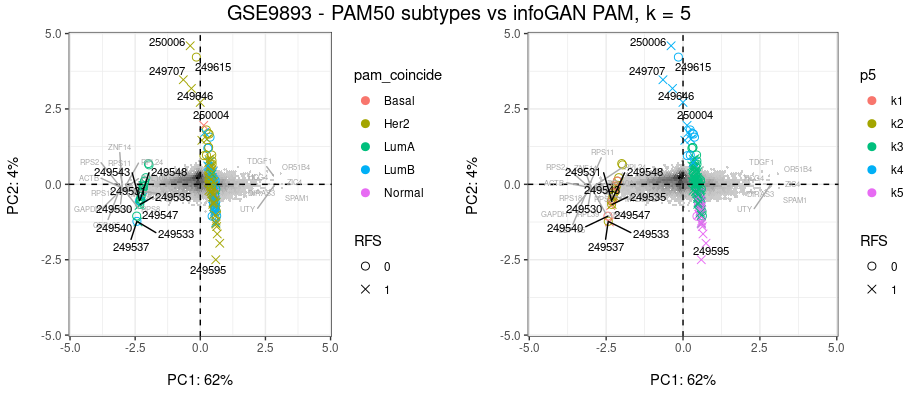 GSE9893 - PAM50 subtypes vs infoGAN PAM, k = 5
5.0
2.5
0.0
-2.5
-5.0
-5.0
-2.5
0.0
2.5
5.0
PC2: 4%
PC1: 62%
250006
249615
249707
249646
250004
ZNF14
RPS2
RPS11
RPL24
249543
249548
TDGF1
OR51B4
ACTB
249535
SPAM1
249530
249547
UTY
249540
249533
249537
249595
pam_coincide
Basal
Her2
LumA
LumB
Normal
RFS
0
1
5.0
2.5
0.0
-2.5
-5.0
-5.0
-2.5
0.0
2.5
5.0
PC2: 4%
PC1: 62%
250006
249615
249707
249646
250004
RPS11
RPS2
ZNF14
249531
249548
TDGF1
OR51B4
ACTB
249543
249535
SPAM1
249530
249547
UTY
249540
249533
249537
249595
p5
k1
k2
k3
k4
k5
RFS
0
1